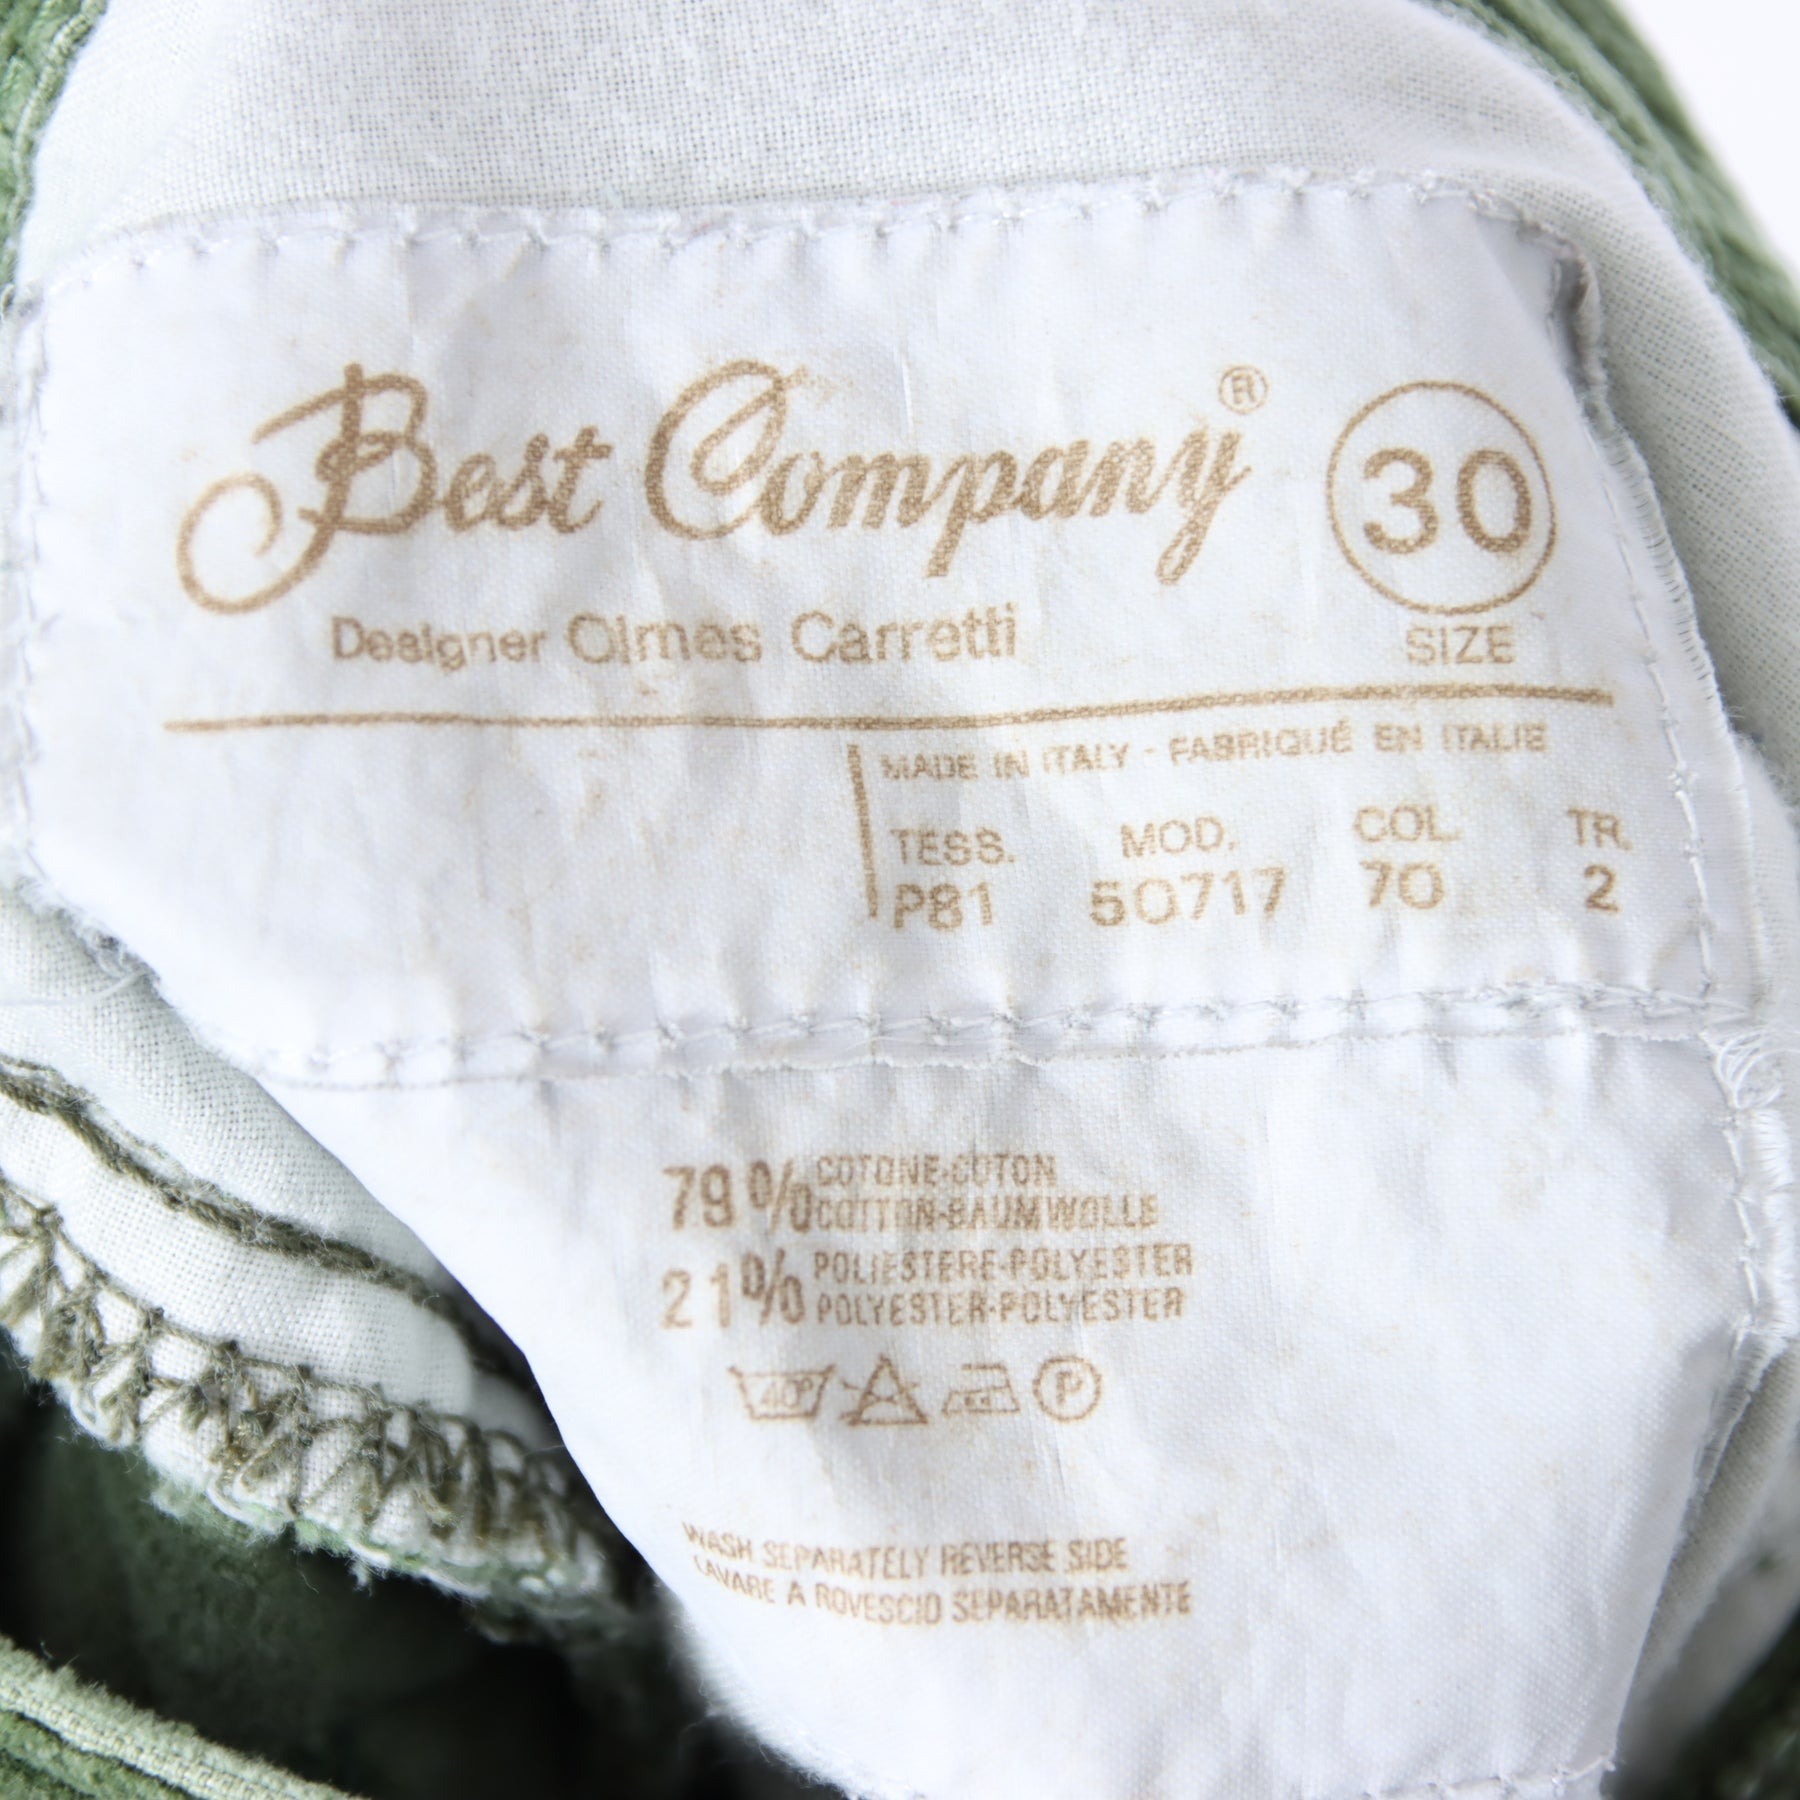 Best Company ®
Designer Olmes Carretti
30
SIZE
MADE IN ITALY - FABRIQUÉ EN ITALIE
TESS. MOD. COL. TR.
P81 50717 70 2
79% COTONE-COTON
COTTON-BAUMWOLLE
21% POLIESTERE-POLYESTER
POLYESTER-POLYESTER
40° P
WASH SEPARATELY REVERSE SIDE
LAVARE A ROVESCIO SEPARATAMENTE